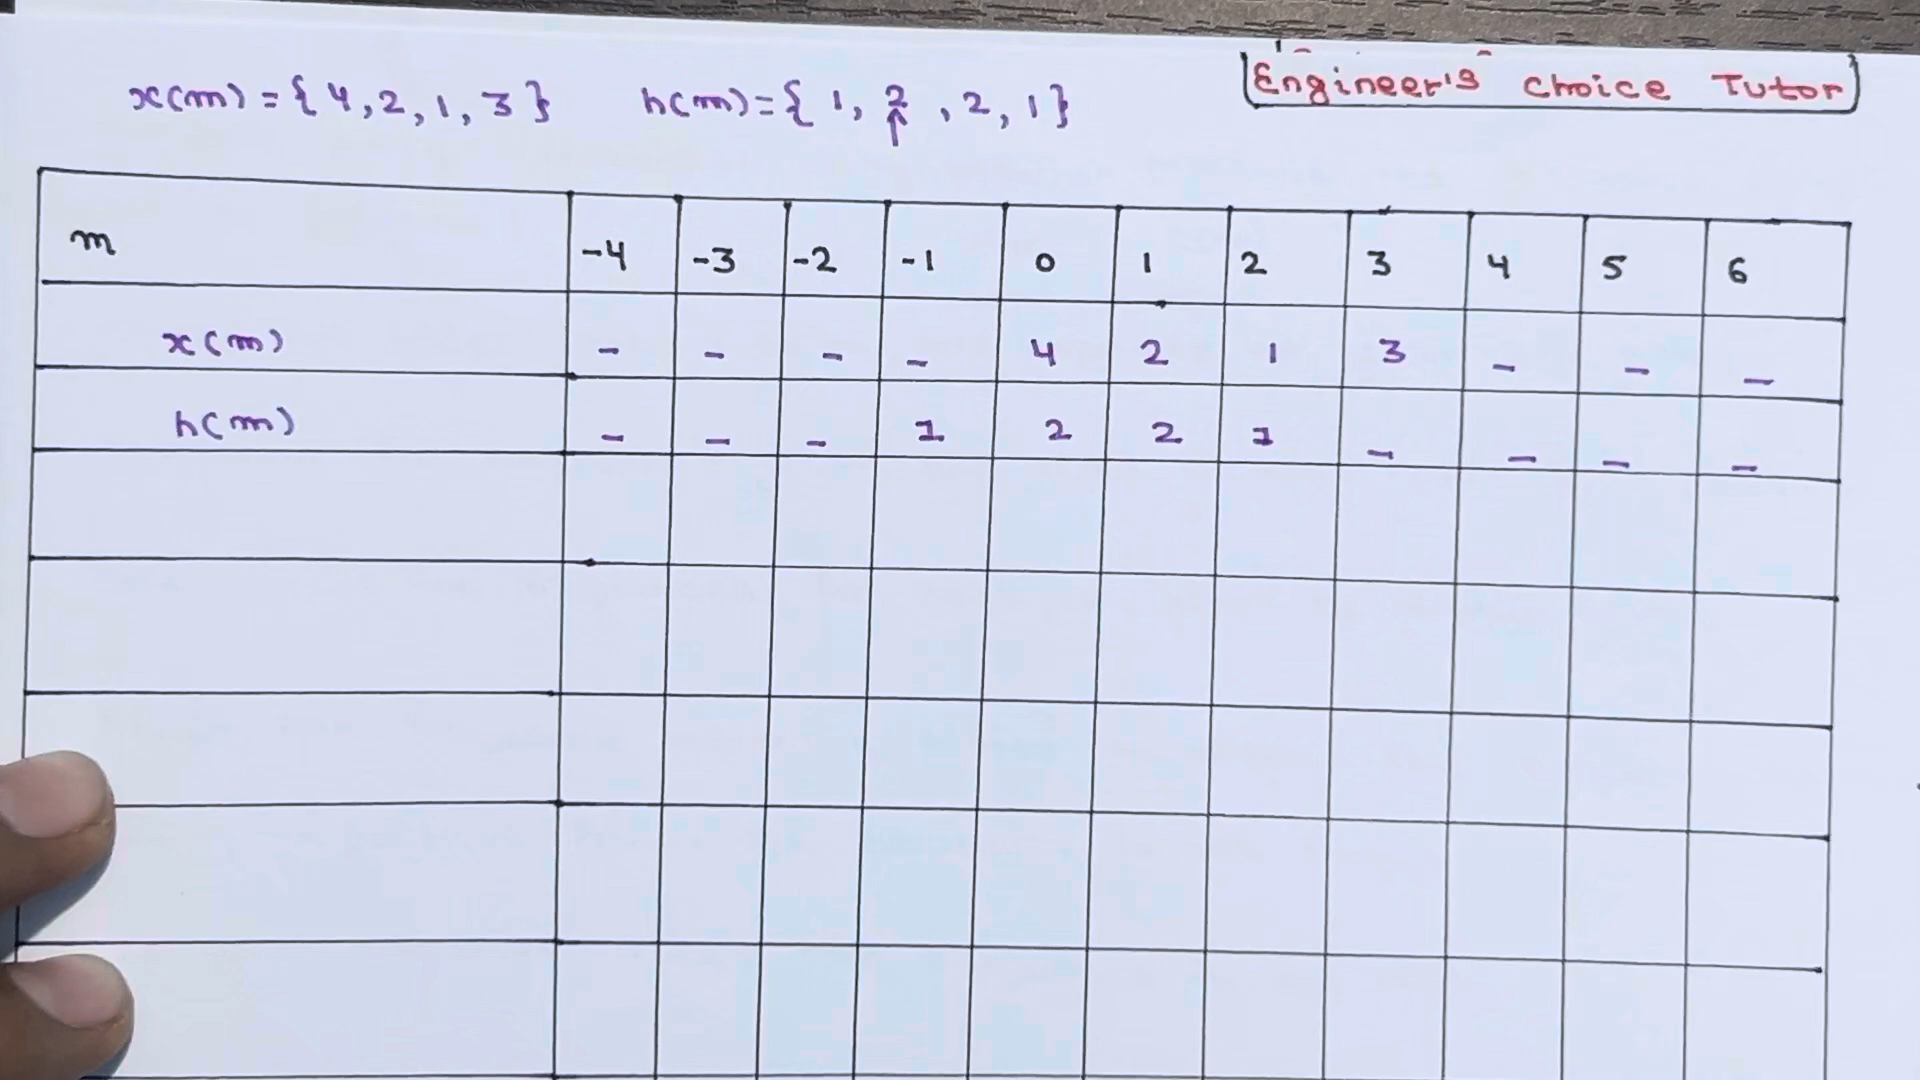 Engineer's Choice Tutor
x(m) = { 4, 2, 1, 3 } h(m) = { 1, 2, 2, 1 }
↑
m -4 -3 -2 -1 0 1 2 3 4 5 6
x(m) - - - - 4 2 1 3 - - -
h(m) - - - 1 2 2 1 - - - -